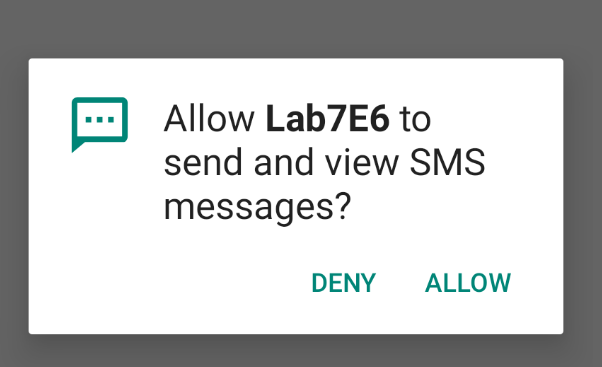 Allow Lab7E6 to
send and view SMS
messages?
DENY ALLOW